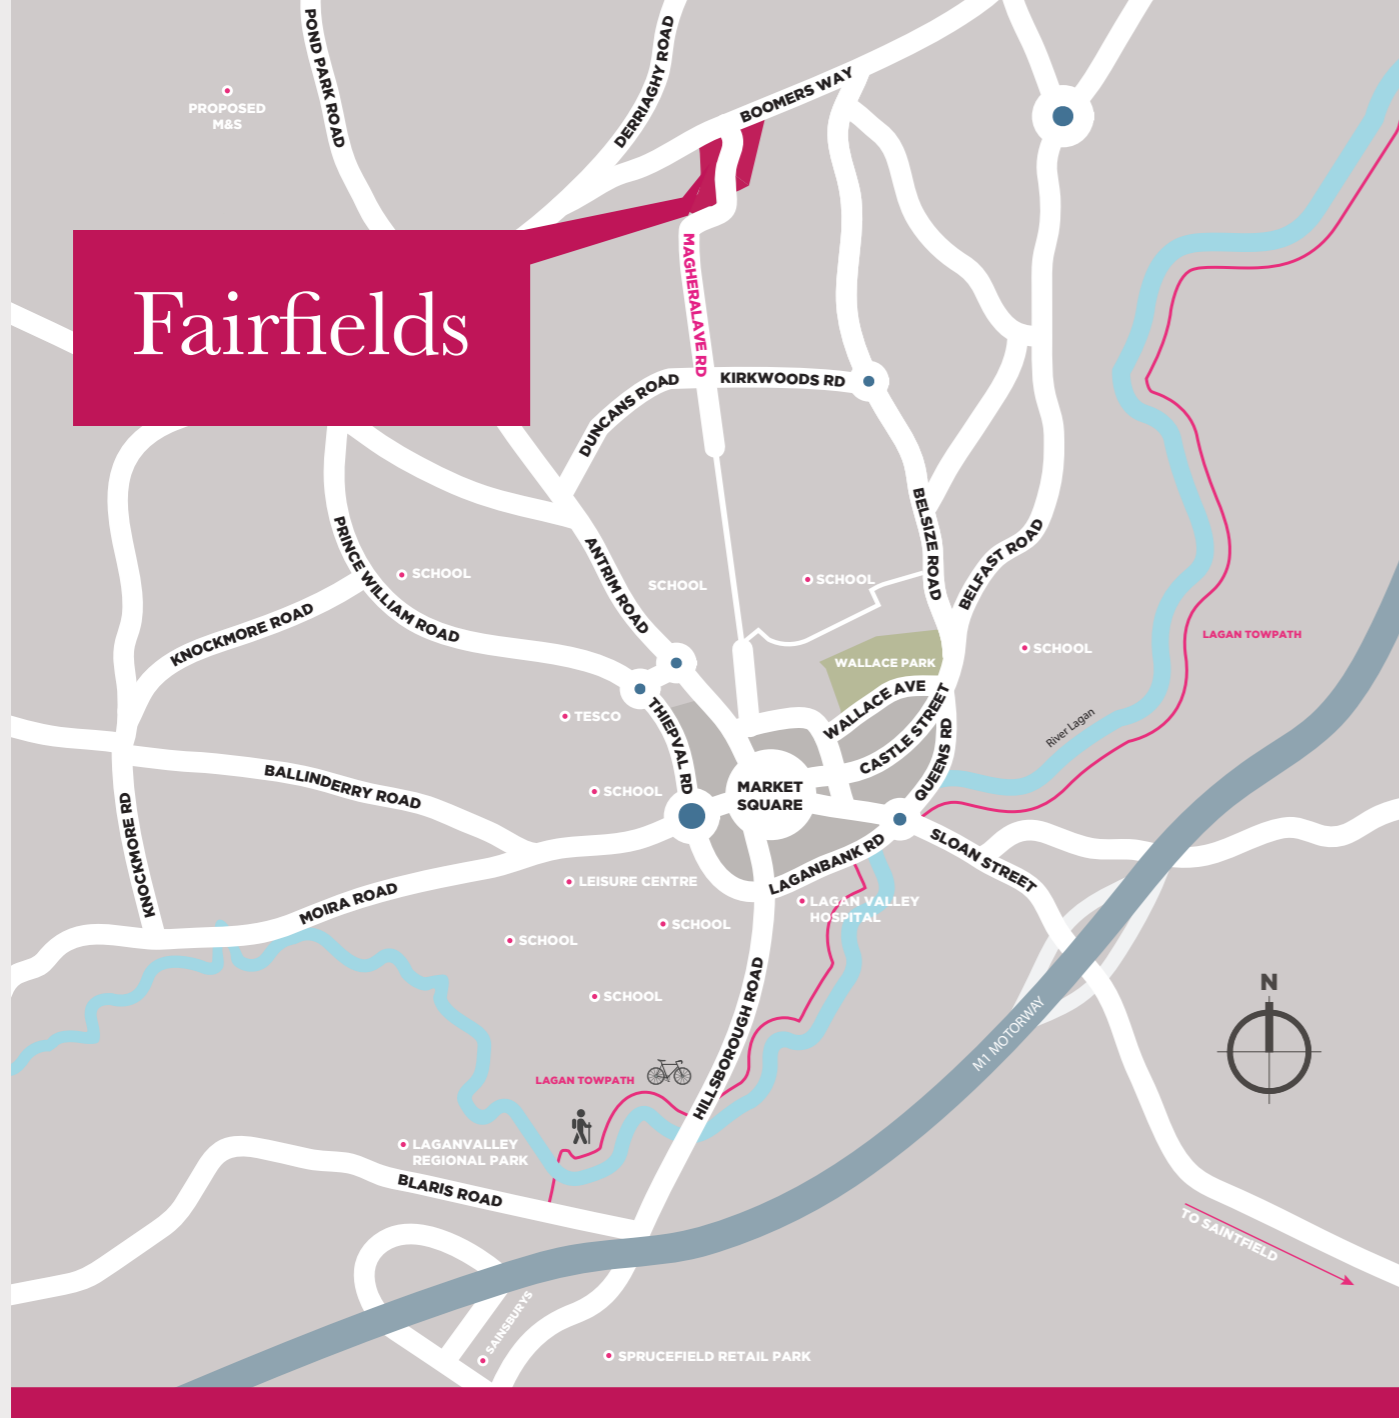 POND PARK ROAD
DERRIAGHY ROAD
BOOMERS WAY
PROPOSED
M&S
Fairfields
MAGHERALAVE RD
DUNCANS ROAD
KIRKWOODS RD
BELSIZE ROAD
BELFAST ROAD
PRINCE WILLIAM ROAD
ANTRIM ROAD
SCHOOL
SCHOOL
SCHOOL
KNOCKMORE ROAD
LAGAN TOWPATH
SCHOOL
WALLACE PARK
WALLACE AVE
CASTLE STREET
QUEENS RD
River Lagan
TESCO
THIEPVAL RD
BALLINDERRY ROAD
SCHOOL
MARKET
SQUARE
KNOCKMORE RD
SLOAN STREET
LAGANBANK RD
MOIRA ROAD
LEISURE CENTRE
LAGAN VALLEY
HOSPITAL
SCHOOL
SCHOOL
SCHOOL
HILLSBOROUGH ROAD
N
M1 MOTORWAY
LAGAN TOWPATH
LAGANVALLEY
REGIONAL PARK
BLARIS ROAD
TO SAINTFIELD
SAINSBURYS
SPRUCEFIELD RETAIL PARK